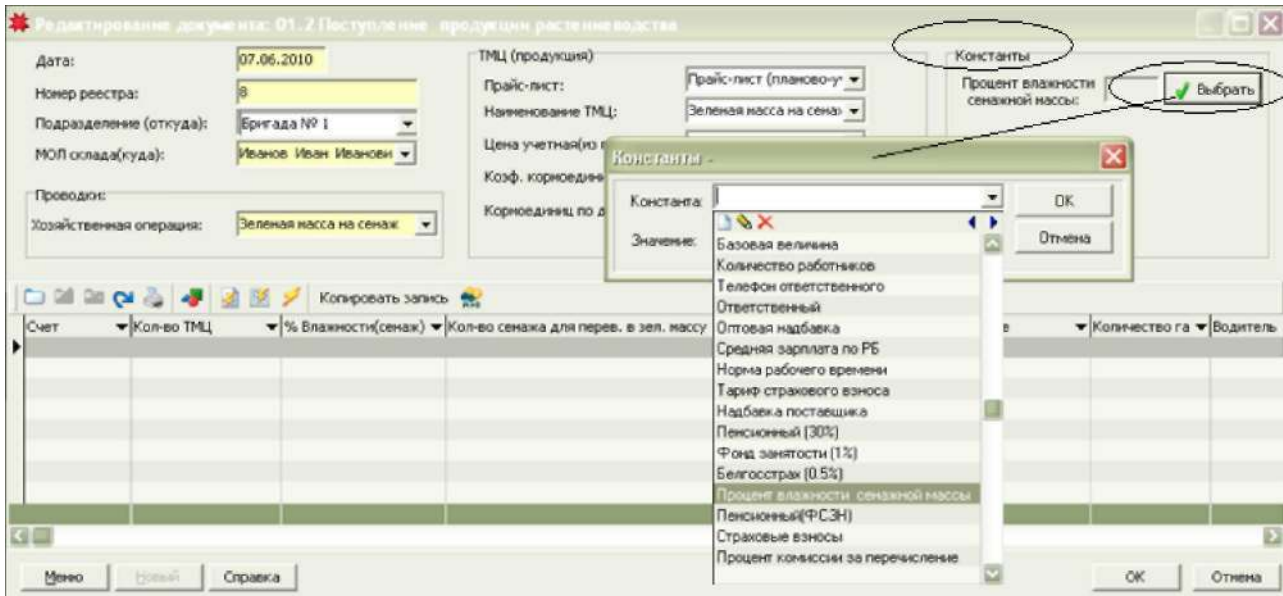 Редактирование документа: 01.2 Поступление продукции растениеводства
Дата:
07.06.2010
Номер реестра:
8
Подразделение (откуда):
Бригада № 1
МОЛ склада(куда):
Иванов Иван Иванови
Проводки:
Хозяйственная операция:
Зеленая масса на сенаж
ТМЦ (продукция)
Прайс-лист:
Прайс-лист (планово-у
Наименование ТМЦ:
Зеленая масса на сена
Цена учетная(из
Коэф. кормоедини
Кормоединиц по д
Константы
Процент влажности
сенажной массы:
Выбрать
Константы -
Константа:
OK
Значение:
Отмена
Базовая величина
Количество работников
Телефон ответственного
Ответственный
Оптовая надбавка
Средняя зарплата по РБ
Норма рабочего времени
Тариф страхового взноса
Надбавка поставщика
Пенсионный (30%)
Фонд занятости (1%)
Белгосстрах (0.5%)
Процент влажности сенажной массы
Пенсионный(ФСЗН)
Страховые взносы
Процент комиссии за перечисление
Копировать запись
Счет
Кол-во ТМЦ
% Влажности(сенаж)
Кол-во сенажа для перев. в зел. массу
е
Количество га
Водитель
Меню
Новый
Справка
OK
Отмена